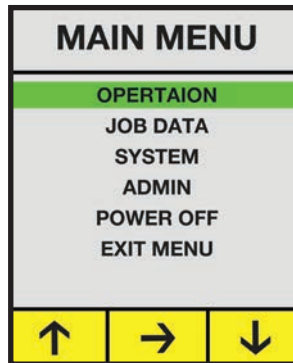 MAIN MENU
OPERTAION
JOB DATA
SYSTEM
ADMIN
POWER OFF
EXIT MENU
↑ → ↓